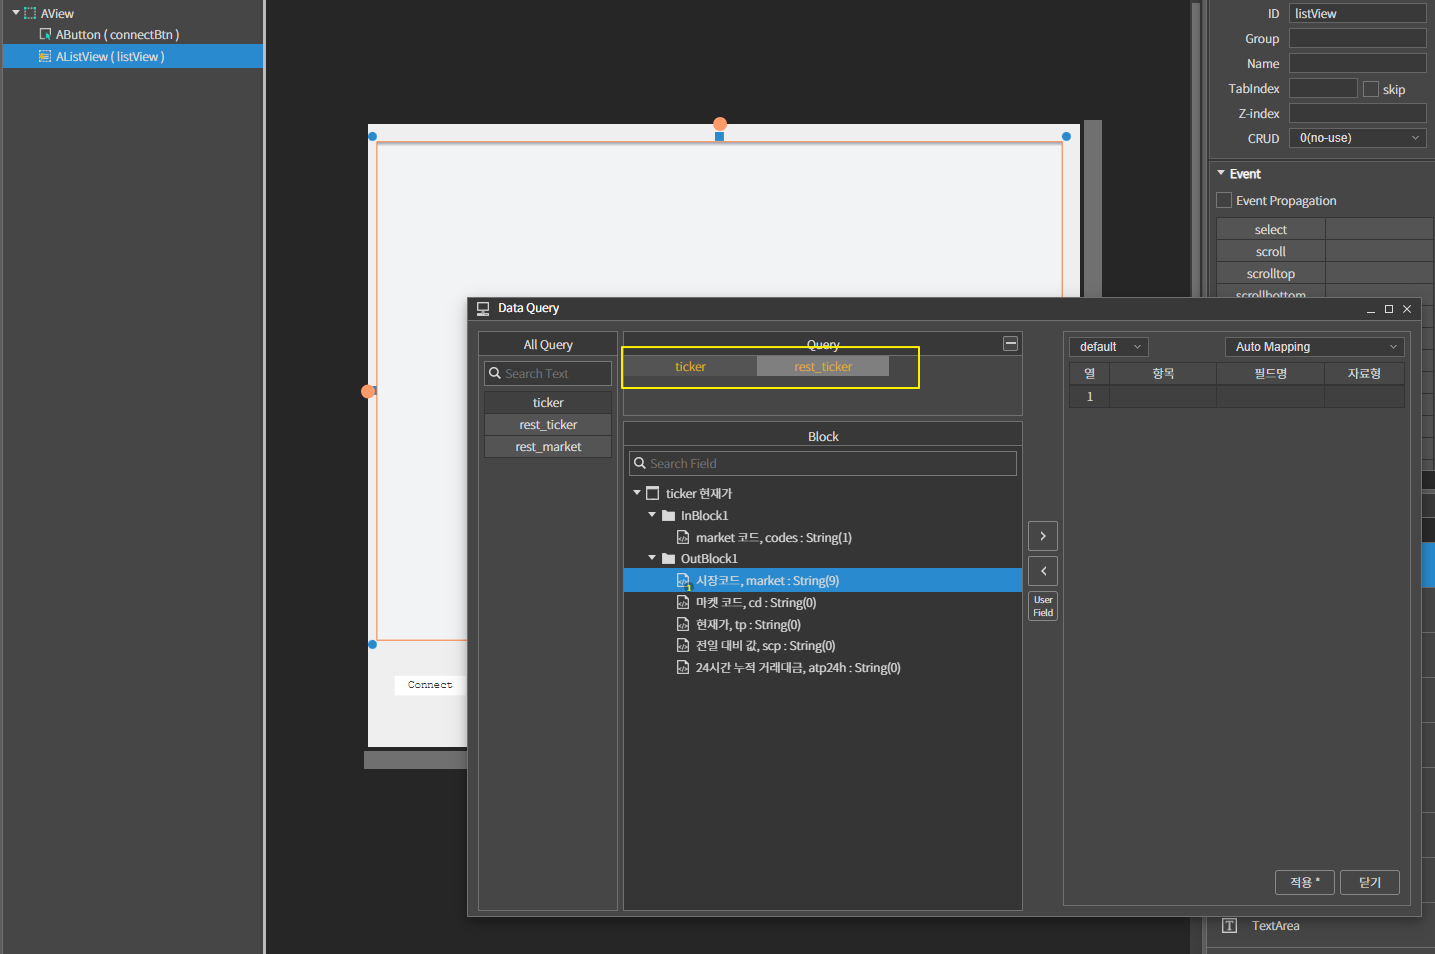 AView
AButton ( connectBtn )
AListView ( listView )
Connect
ID
listView
Group
Name
TabIndex
skip
Z-index
CRUD
0(no-use)
Event
Event Propagation
select
scroll
scrolltop
scrollbottom
Data Query
All Query
Search Text
ticker
rest_ticker
rest_market
Query
ticker
rest_ticker
Block
Search Field
ticker 현재가
InBlock1
market 코드, codes : String(1)
OutBlock1
시장코드, market : String(9)
1
마켓 코드, cd : String(0)
현재가, tp : String(0)
전일 대비 값, scp : String(0)
24시간 누적 거래대금, atp24h : String(0)
>
<
User
Field
default
Auto Mapping
열 항목 필드명 자료형
1
적용 *
닫기
T
TextArea